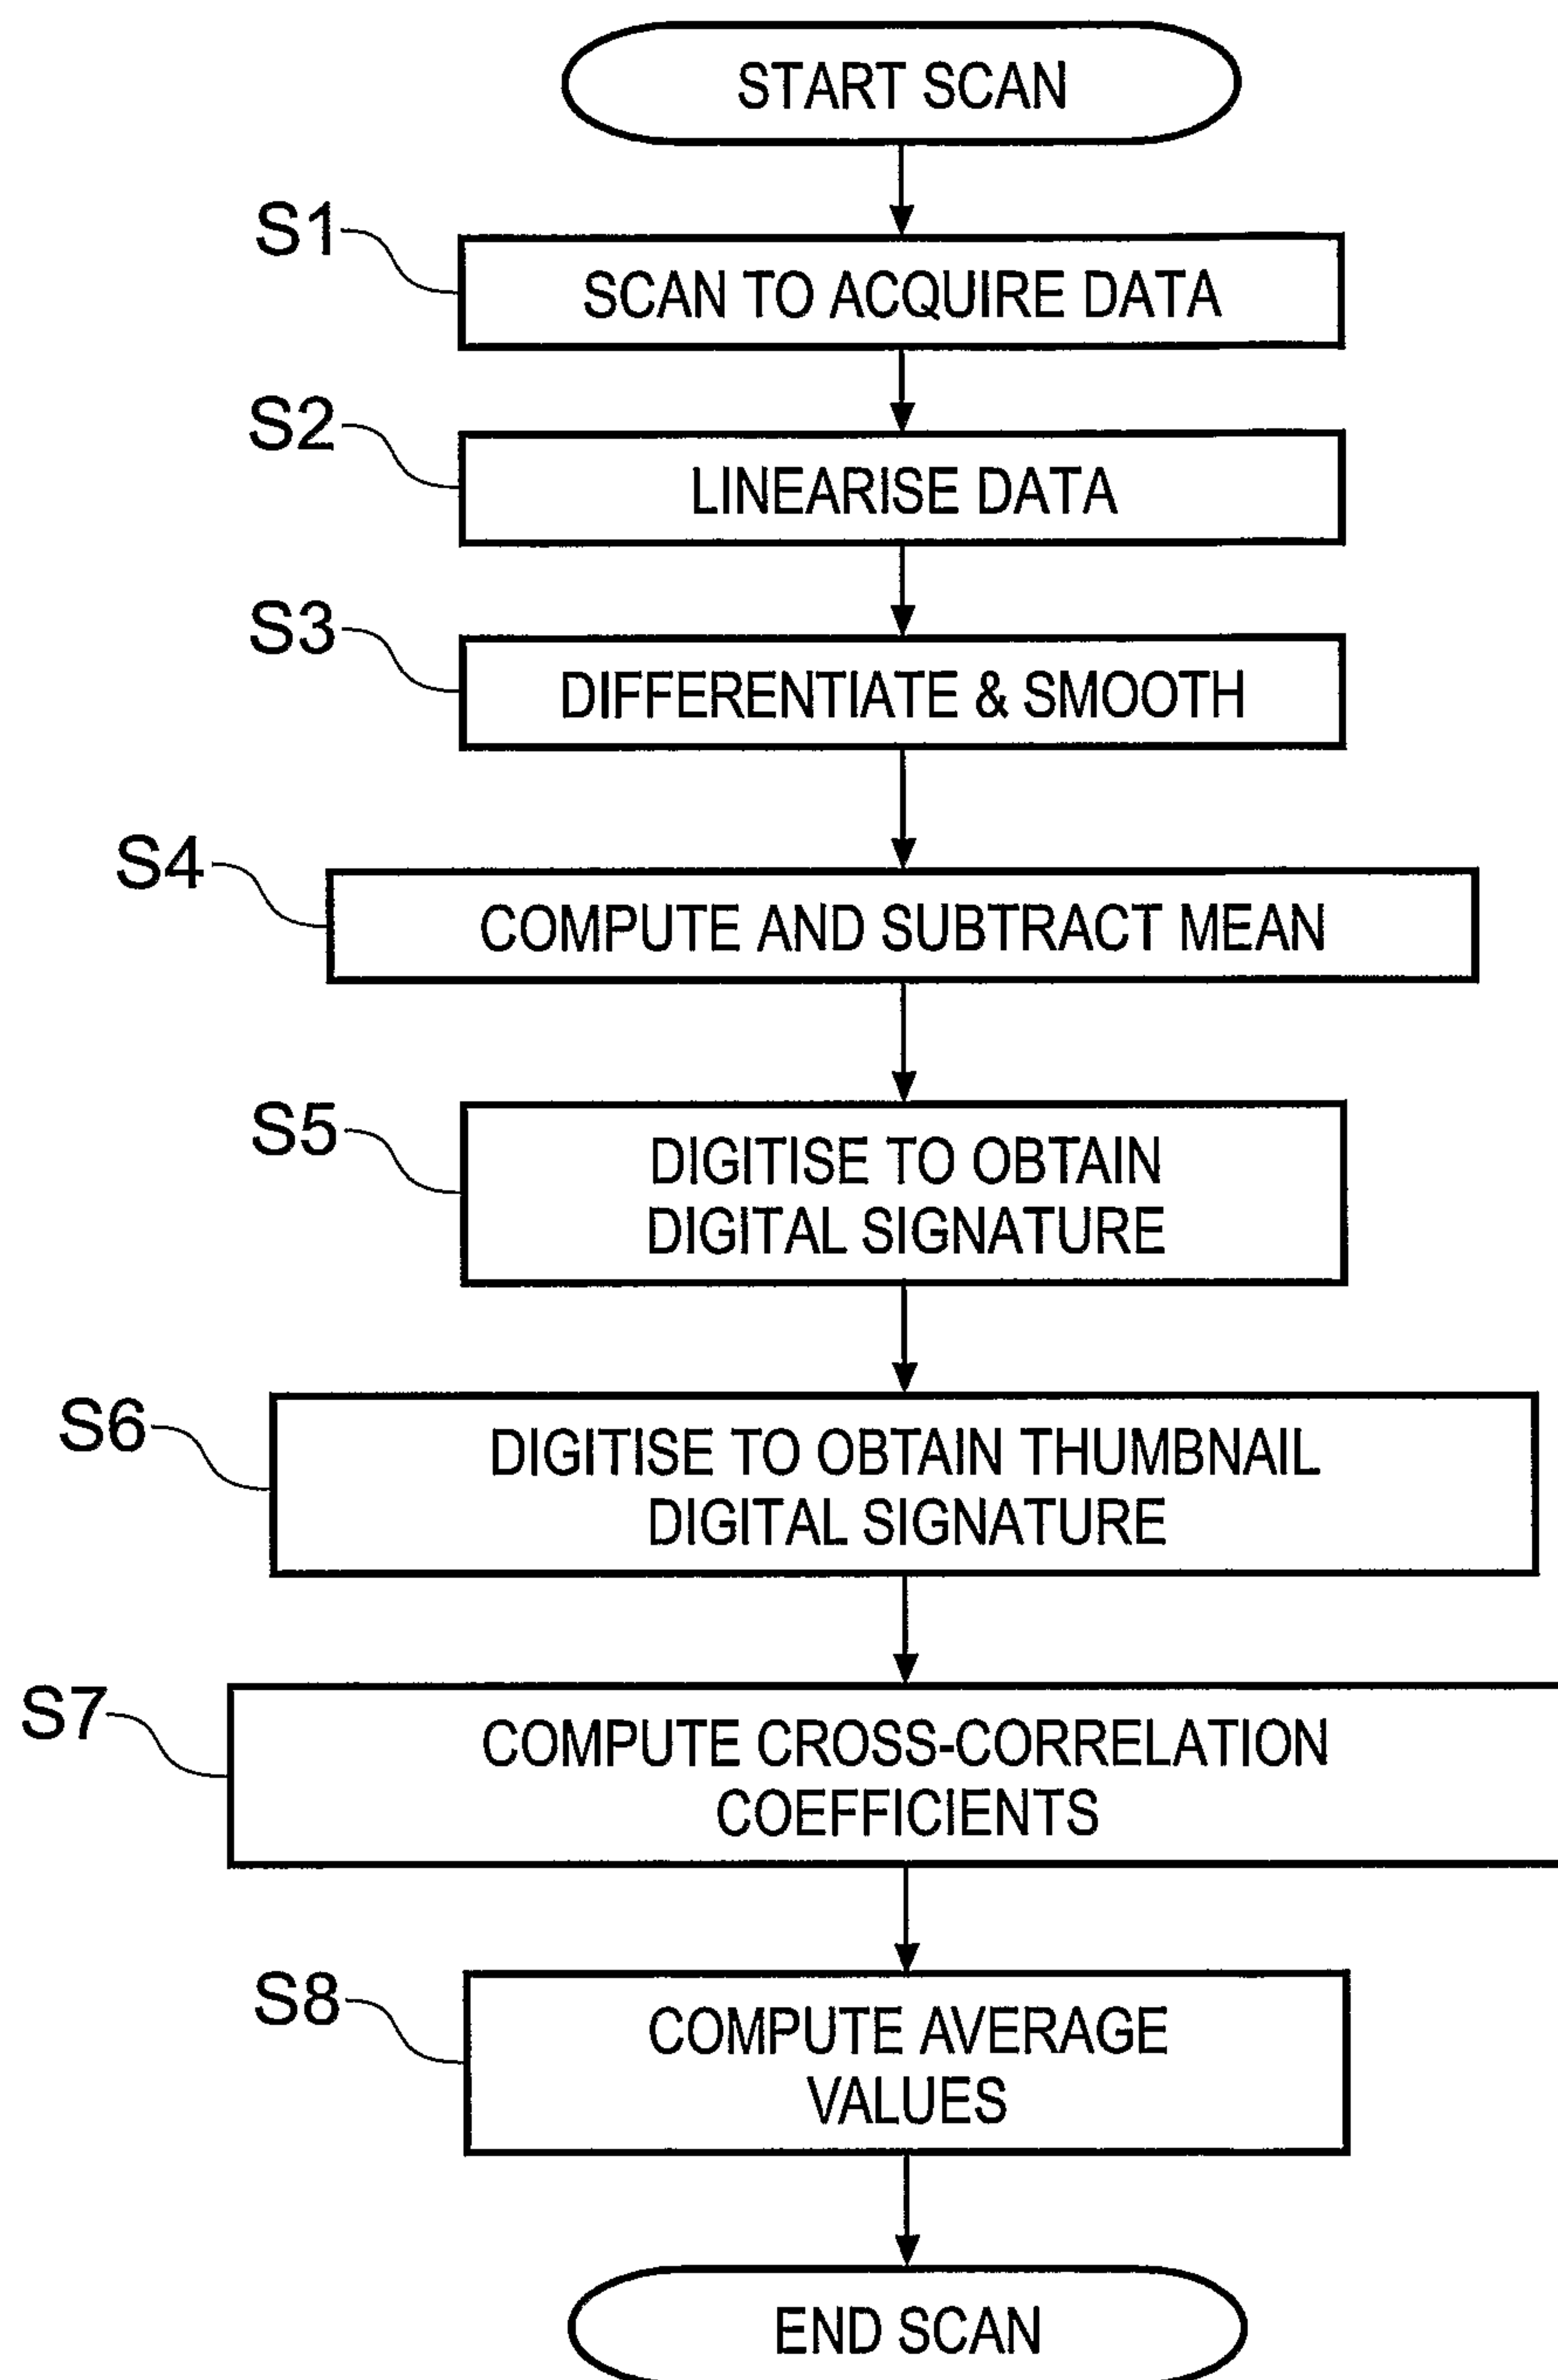 START SCAN
S1
SCAN TO ACQUIRE DATA
S2
LINEARISE DATA
S3
DIFFERENTIATE & SMOOTH
S4
COMPUTE AND SUBTRACT MEAN
S5
DIGITISE TO OBTAIN
DIGITAL SIGNATURE
S6
DIGITISE TO OBTAIN THUMBNAIL
DIGITAL SIGNATURE
S7
COMPUTE CROSS-CORRELATION
COEFFICIENTS
S8
COMPUTE AVERAGE
VALUES
END SCAN